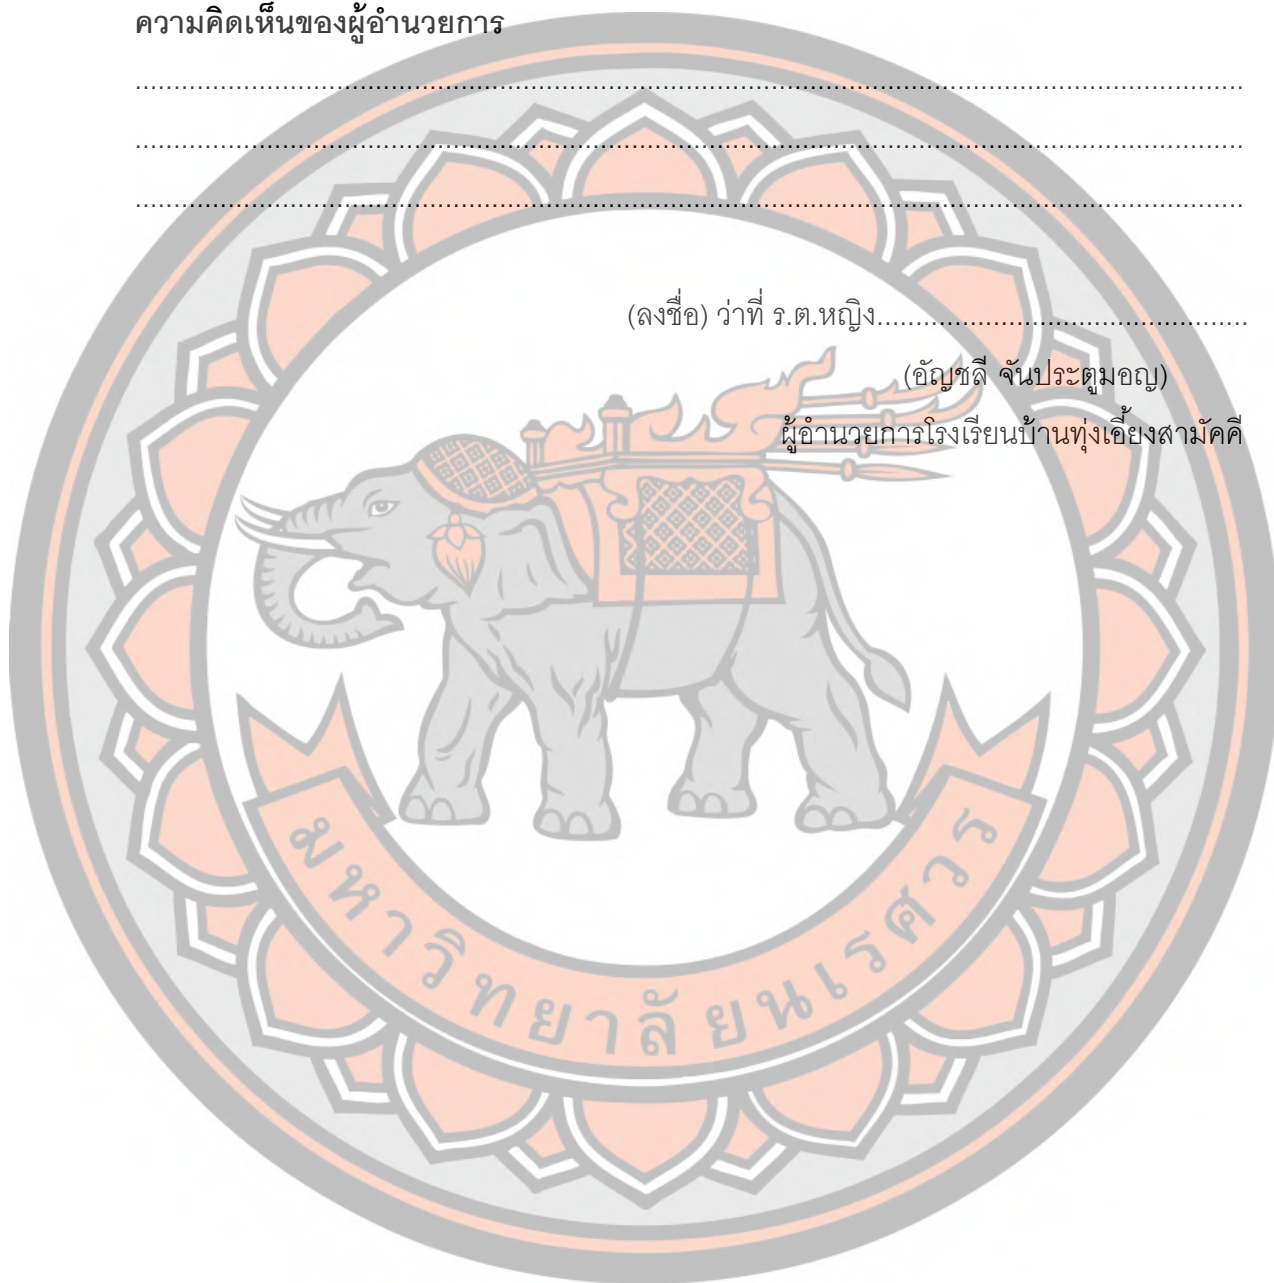 ความคิดเห็นของผู้อำนวยการ
........................................................................................................................................................
........................................................................................................................................................
........................................................................................................................................................
(ลงชื่อ) ว่าที่ ร.ต.หญิง................................................
(อัญชลี จันประตูมอญ)
ผู้อำนวยการโรงเรียนบ้านทุ่งเอี้ยงสามัคคี
มหาวิทยาลัยนเรศวร